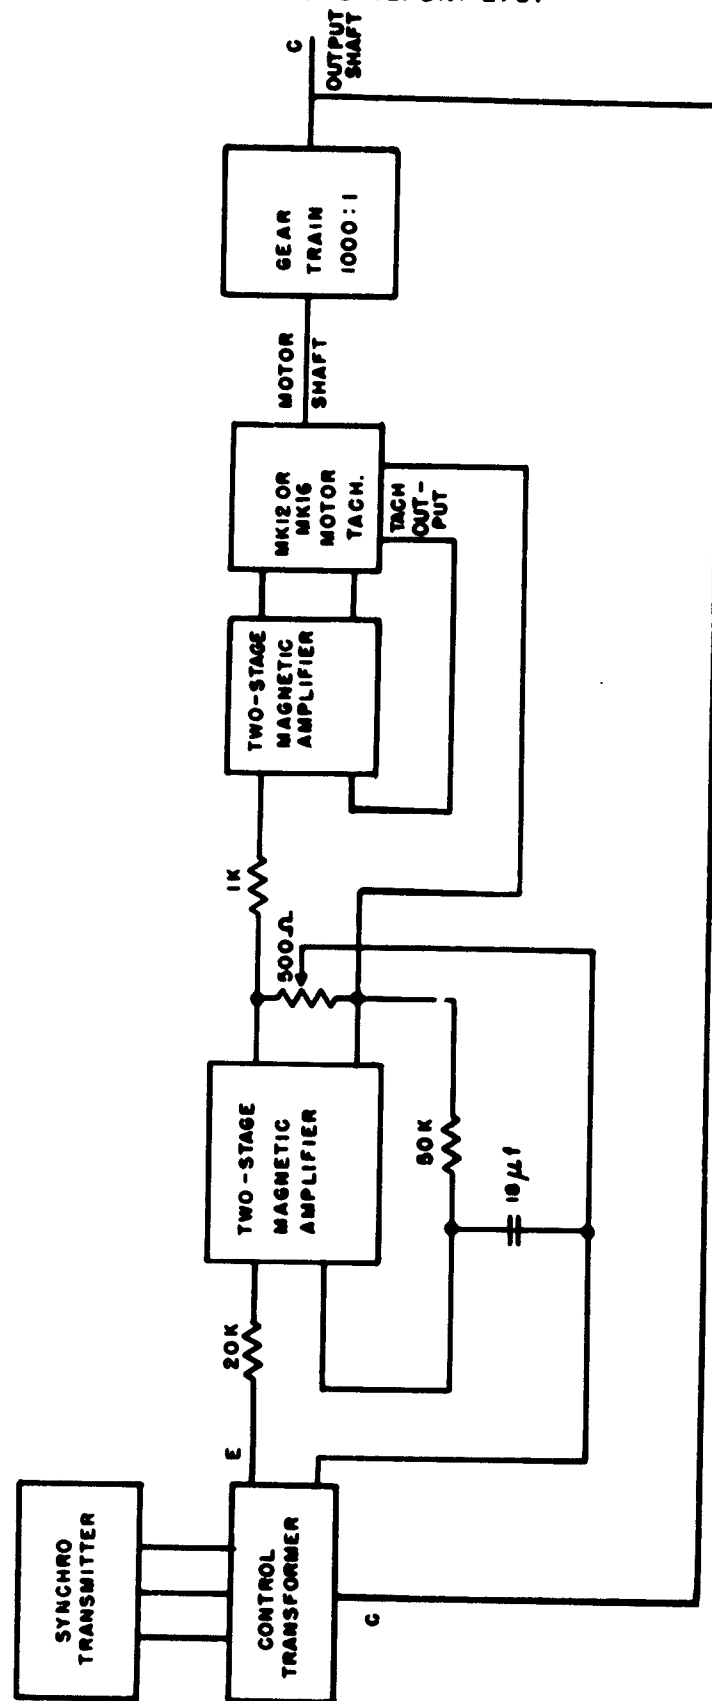 SYNCHRO
TRANSMITTER
CONTROL
TRANSFORMER
C
E
20K
TWO-STAGE
MAGNETIC
AMPLIFIER
50K
18µf
500Ω
1K
TWO-STAGE
MAGNETIC
AMPLIFIER
MK12 OR
MK16
MOTOR
TACH.
TACH
OUT-
PUT
MOTOR
SHAFT
GEAR
TRAIN
1000:1
C
OUTPUT
SHAFT